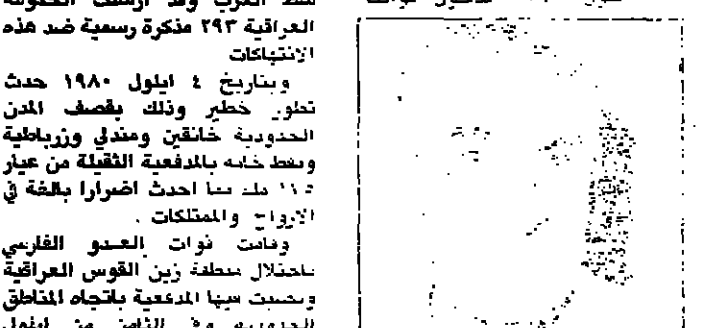 العراقية ٢٩٣ مذكرة رسمية ضد هذه
الانتهاكات
وبتاريخ ٤ ايلول ١٩٨٠ حدث
تطور خطير وذلك بقصف المدن
الحدودية خانقين ومندلي وزرباطية
ونفط خانه بالمدفعية الثقيلة من عيار
احدث اضرارا بالغة في
الارواح والممتلكات .
وقامت قوات العدو الفارسي
باحتلال منطقة زين القوس العراقية
ونصبت فيها المدفعية باتجاه المناطق
الحدودية وفي الثامن من ايلول